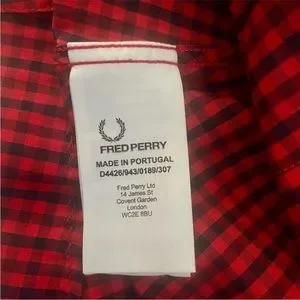 FRED PERRY
MADE IN PORTUGAL
D4426/943/0189/307
Fred Perry Ltd
14 James St
Covent Garden
London
WC2E 8BU